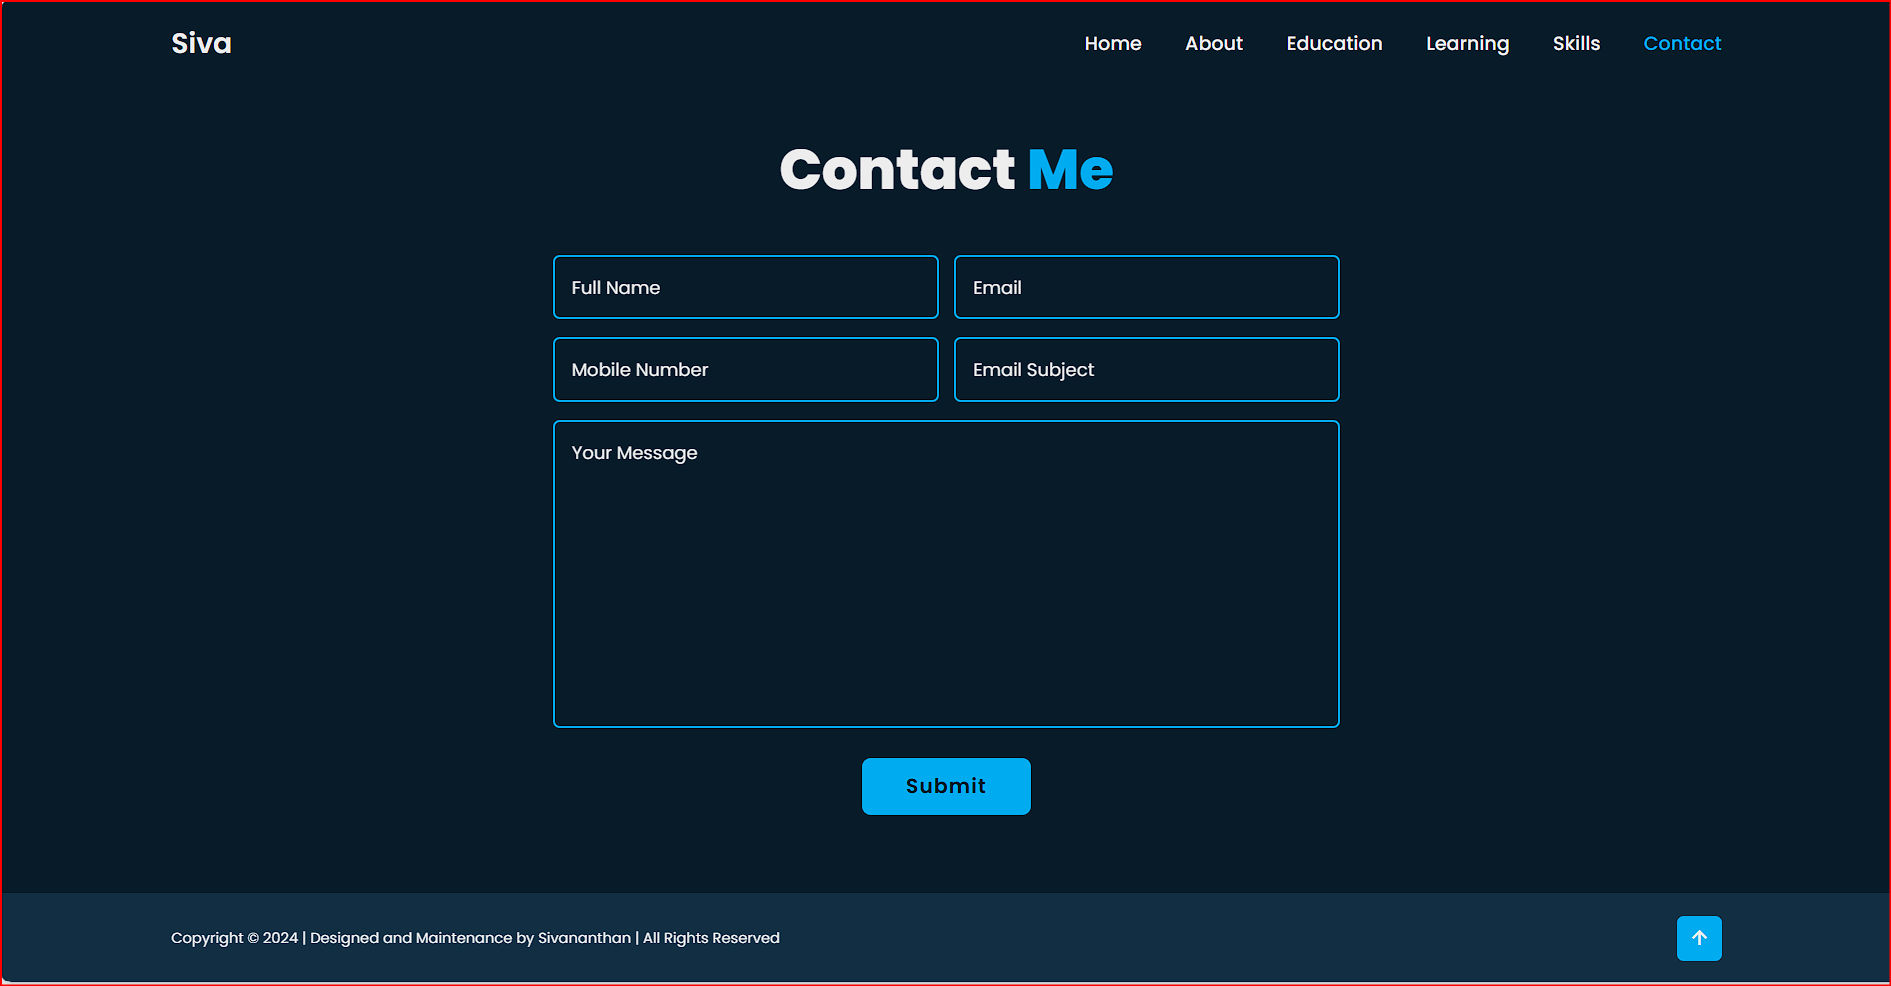 Siva
Home About Education Learning Skills Contact
Contact Me
Full Name
Email
Mobile Number
Email Subject
Your Message
Submit
Copyright © 2024 | Designed and Maintenance by Sivananthan | All Rights Reserved